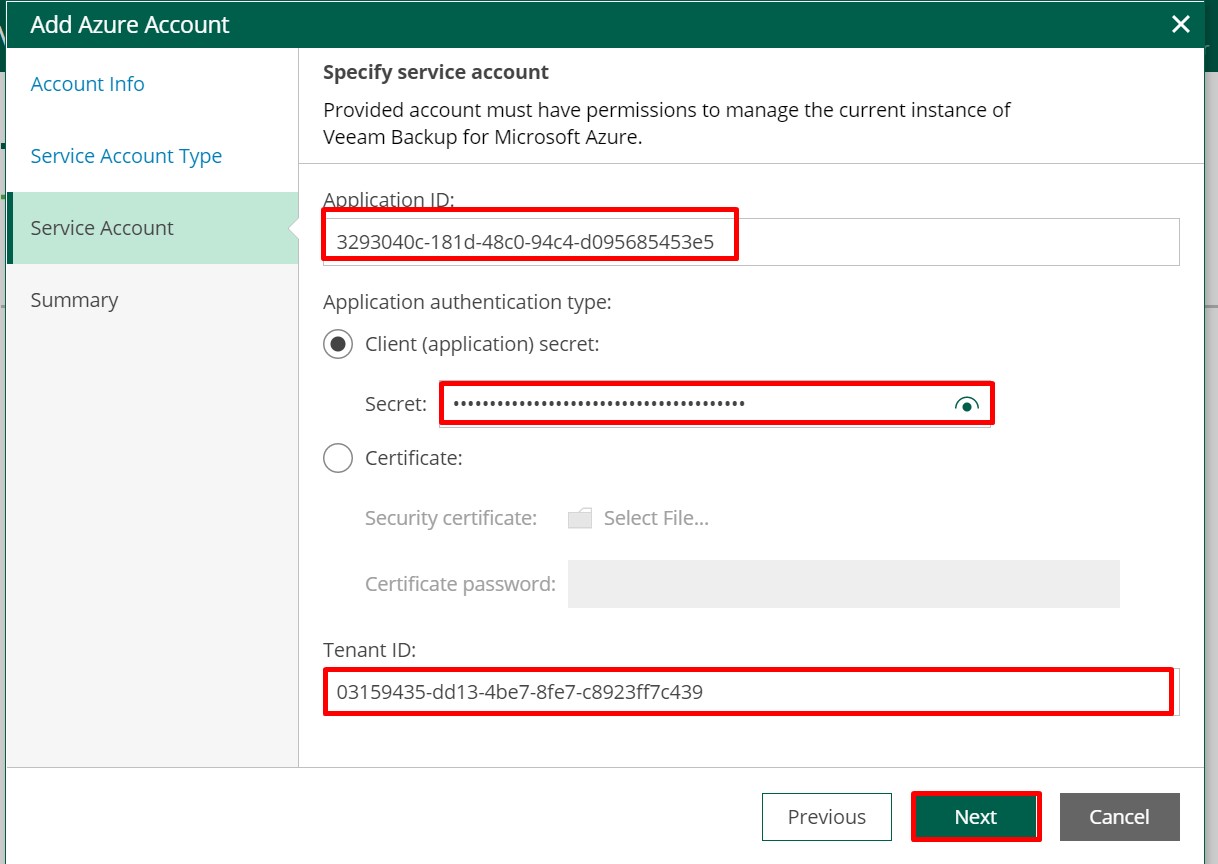 Add Azure Account
Account Info
Service Account Type
Service Account
Summary
Specify service account
Provided account must have permissions to manage the current instance of
Veeam Backup for Microsoft Azure.
Application ID:
3293040c-181d-48c0-94c4-d095685453e5
Application authentication type:
Client (application) secret:
Secret: ••••••••••••••••••••••••••••••••••••••••
Certificate:
Security certificate: Select File...
Certificate password:
Tenant ID:
03159435-dd13-4be7-8fe7-c8923ff7c439
Previous Next Cancel